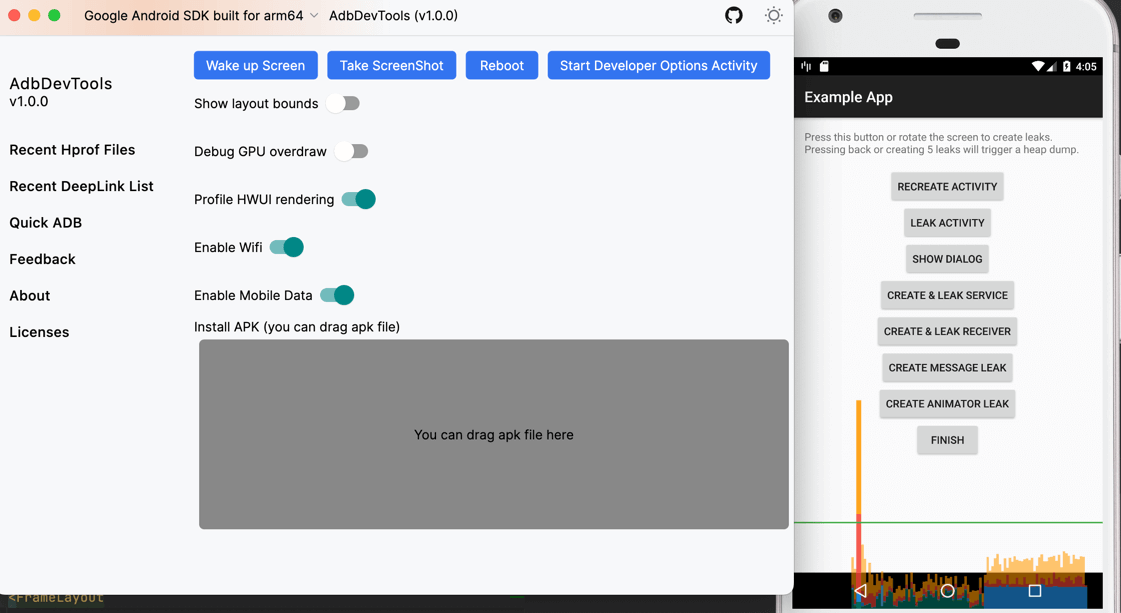 Google Android SDK built for arm64 AdbDevTools (v1.0.0)
AdbDevTools
v1.0.0
Recent Hprof Files
Recent DeepLink List
Quick ADB
Feedback
About
Licenses
Wake up Screen Take ScreenShot Reboot Start Developer Options Activity
Show layout bounds
Debug GPU overdraw
Profile HWUI rendering
Enable Wifi
Enable Mobile Data
Install APK (you can drag apk file)
You can drag apk file here
<FrameLayout
4:05
Example App
Press this button or rotate the screen to create leaks.
Pressing back or creating 5 leaks will trigger a heap dump.
RECREATE ACTIVITY
LEAK ACTIVITY
SHOW DIALOG
CREATE & LEAK SERVICE
CREATE & LEAK RECEIVER
CREATE MESSAGE LEAK
CREATE ANIMATOR LEAK
FINISH